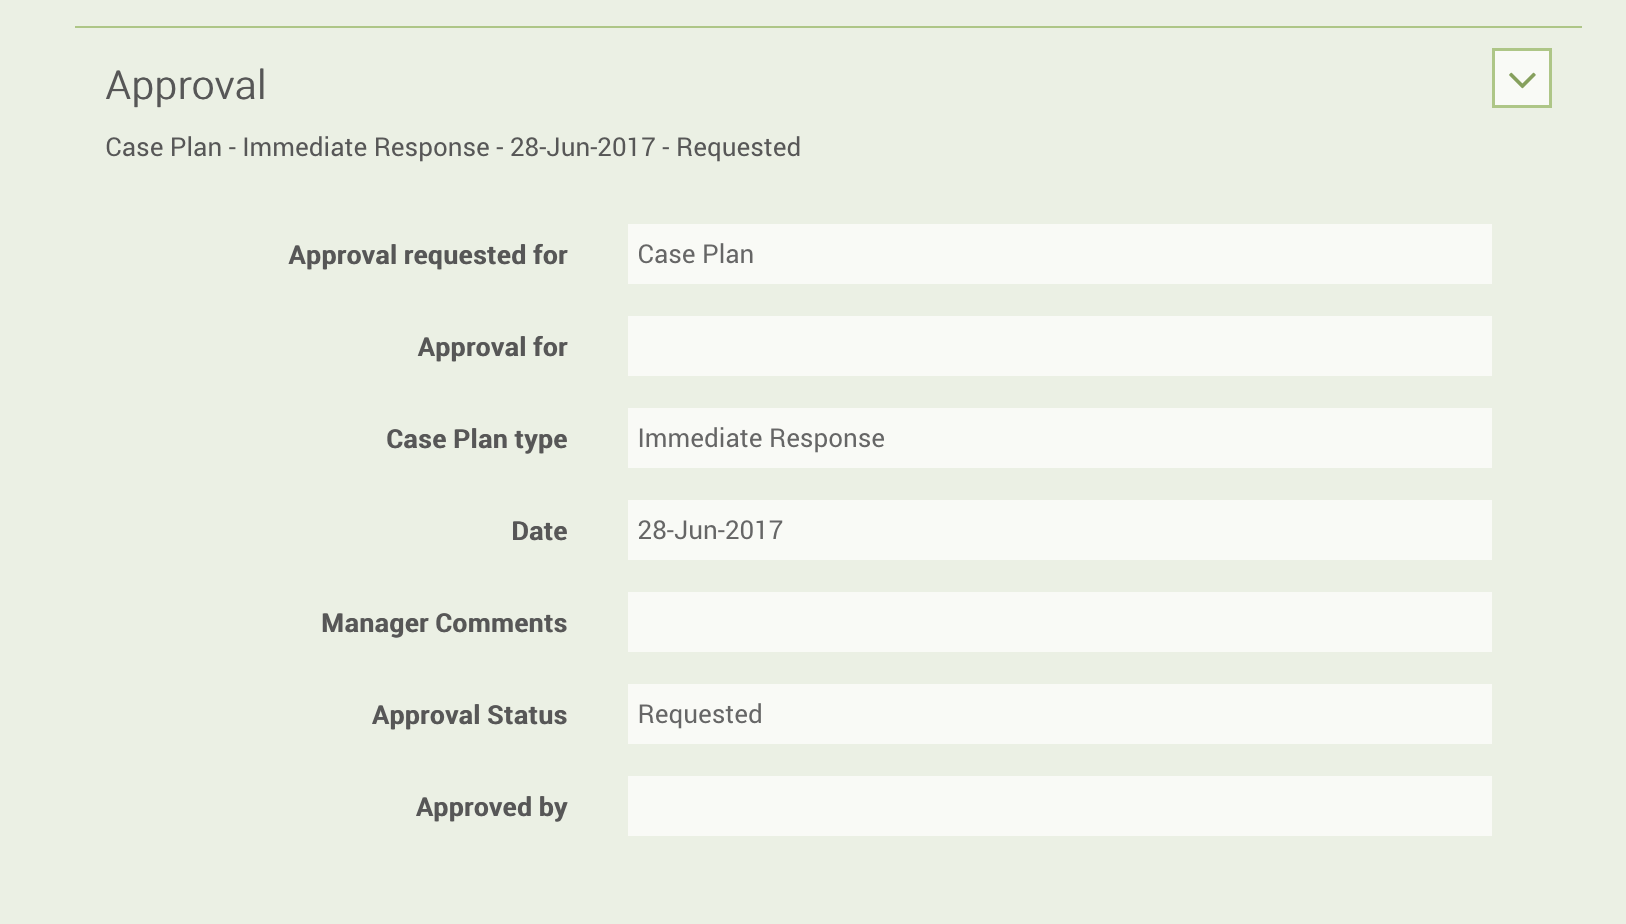 Approval
Case Plan - Immediate Response - 28-Jun-2017 - Requested
Approval requested for Case Plan
Approval for
Case Plan type Immediate Response
Date 28-Jun-2017
Manager Comments
Approval Status Requested
Approved by